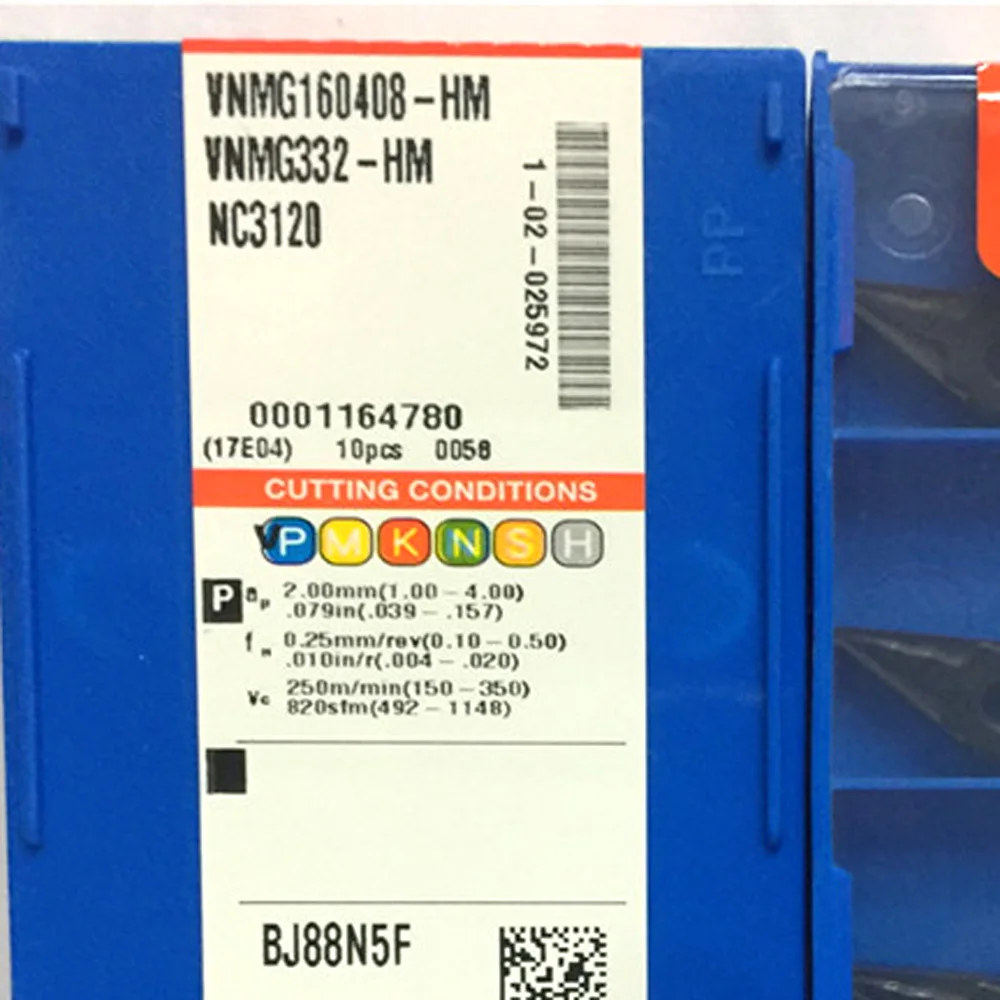 VNMG160408-HM
VNMG332-HM
NC3120
1-02-025972
PP
0001164780
(17E04) 10pcs 0058
CUTTING CONDITIONS
P M K N S H
P ap 2.00mm(1.00 - 4.00)
.079in(.039 - .157)
fn 0.25mm/rev(0.10 - 0.50)
.010in/r(.004 - .020)
Vc 250m/min(150 - 350)
820sfm(492 - 1148)
BJ88N5F